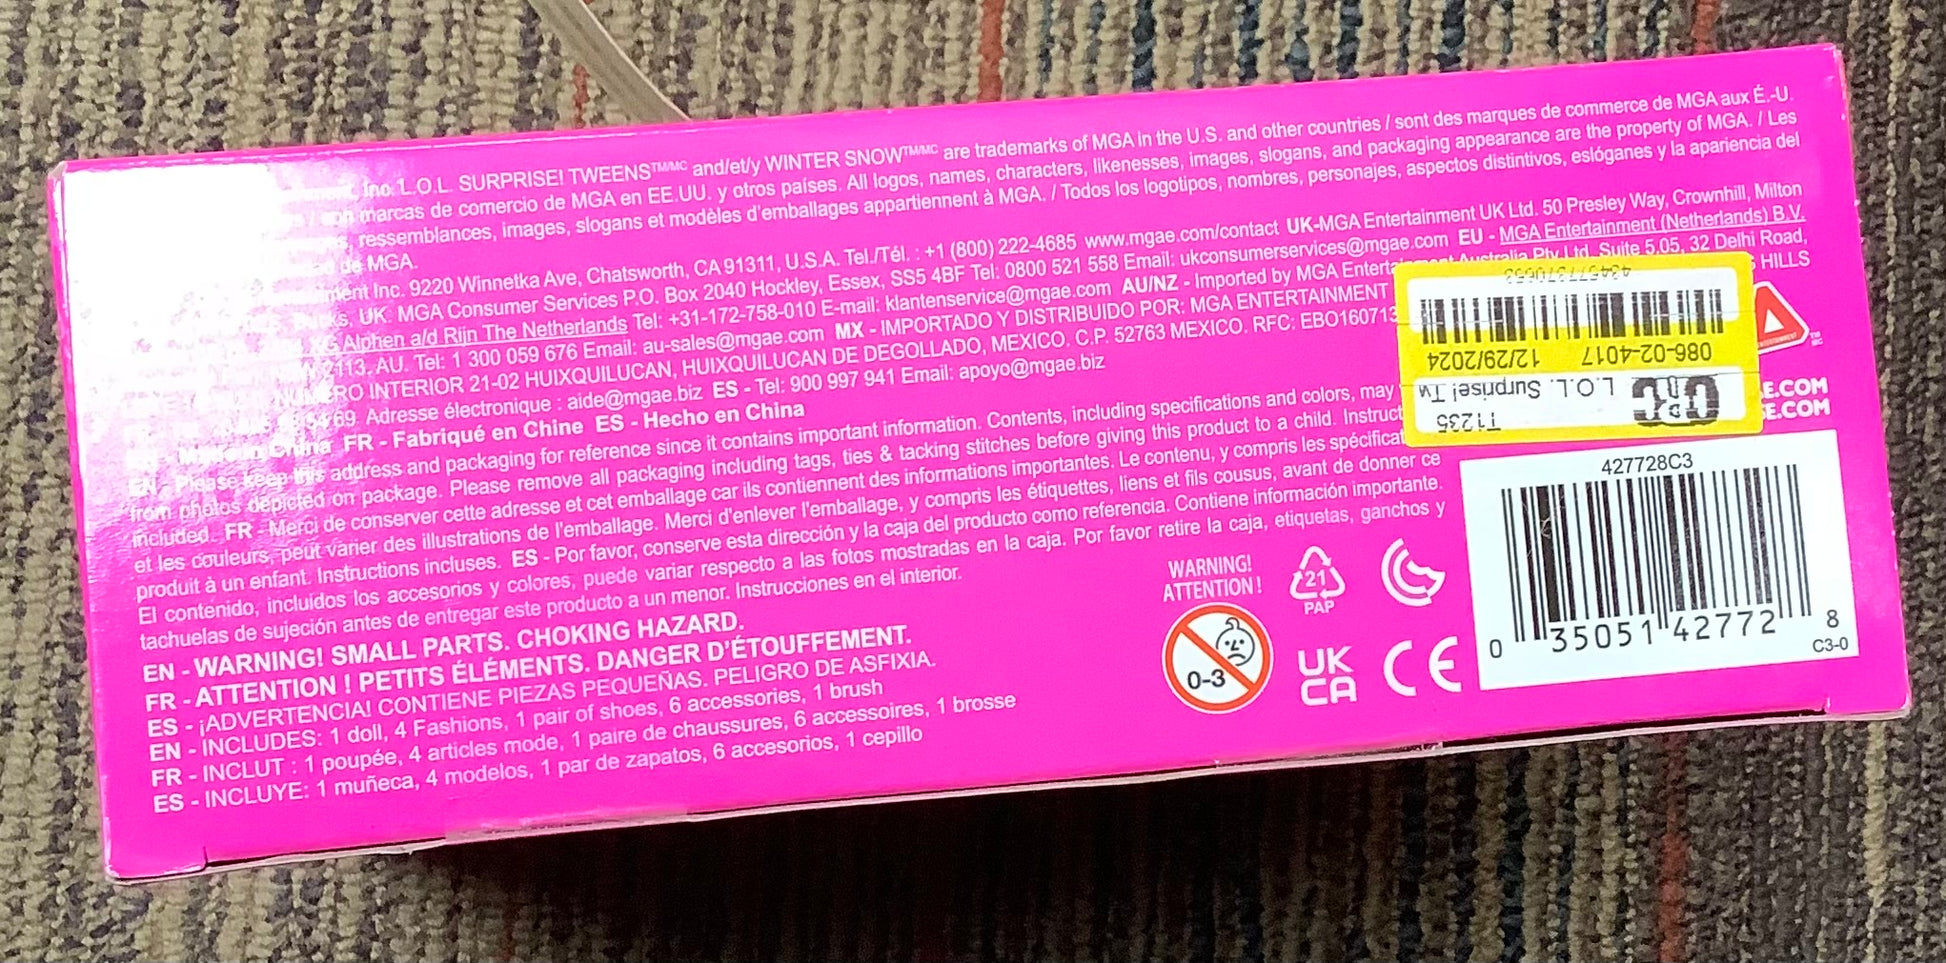 Inc. L.O.L. SURPRISE! TWEENS™/MC and/et/y WINTER SNOW™/MC are trademarks of MGA in the U.S. and other countries / sont des marques de commerce de MGA aux É.-U.
marcas de comercio de MGA en EE.UU. y otros países. All logos, names, characters, likenesses, images, slogans, and packaging appearance are the property of MGA. / Les
ressemblances, images, slogans et modèles d'emballages appartiennent à MGA. / Todos los logotipos, nombres, personajes, aspectos distintivos, eslóganes y la apariencia del
de MGA.
Inc. 9220 Winnetka Ave, Chatsworth, CA 91311, U.S.A. Tel./Tél. : +1 (800) 222-4685 www.mgae.com/contact UK-MGA Entertainment UK Ltd. 50 Presley Way, Crownhill, Milton
UK. MGA Consumer Services P.O. Box 2040 Hockley, Essex, SS5 4BF Tel: 0800 521 558 Email: ukconsumerservices@mgae.com EU - MGA Entertainment (Netherlands) B.V.
Alphen a/d Rijn The Netherlands Tel: +31-172-758-010 E-mail: klantenservice@mgae.com AU/NZ - Imported by MGA Entertainment Australia Pty Ltd. Suite 5.05, 32 Delhi Road,
2113, AU. Tel: 1 300 059 676 Email: au-sales@mgae.com MX - IMPORTADO Y DISTRIBUIDO POR: MGA ENTERTAINMENT HILLS
INTERIOR 21-02 HUIXQUILUCAN, HUIXQUILUCAN DE DEGOLLADO, MEXICO. C.P. 52763 MEXICO. RFC: EBO160713
69 Adresse électronique : aide@mgae.biz ES - Tel: 900 997 941 Email: apoyo@mgae.biz
Made in China FR - Fabriqué en Chine ES - Hecho en China
EN - Please keep this address and packaging for reference since it contains important information. Contents, including specifications and colors, may
from photos depicted on package. Please remove all packaging including tags, ties & tacking stitches before giving this product to a child.
included. FR - Merci de conserver cette adresse et cet emballage car ils contiennent des informations importantes. Le contenu, y compris les
et les couleurs, peut varier des illustrations de l'emballage. Merci d'enlever l'emballage, y compris les étiquettes, liens et fils cousus, avant de donner ce
produit à un enfant. Instructions incluses. ES - Por favor, conserve esta dirección y la caja del producto como referencia. Contiene información importante.
El contenido, incluidos los accesorios y colores, puede variar respecto a las fotos mostradas en la caja. Por favor retire la caja, etiquetas, ganchos y
tachuelas de sujeción antes de entregar este producto a un menor. Instrucciones en el interior.
EN - WARNING! SMALL PARTS. CHOKING HAZARD.
FR - ATTENTION ! PETITS ÉLÉMENTS. DANGER D'ÉTOUFFEMENT.
ES - ¡ADVERTENCIA! CONTIENE PIEZAS PEQUEÑAS. PELIGRO DE ASFIXIA.
EN - INCLUDES: 1 doll, 4 Fashions, 1 pair of shoes, 6 accessories, 1 brush
FR - INCLUT : 1 poupée, 4 articles mode, 1 paire de chaussures, 6 accessoires, 1 brosse
ES - INCLUYE: 1 muñeca, 4 modelos, 1 par de zapatos, 6 accesorios, 1 cepillo
WARNING!
ATTENTION !
0-3
21
PAP
UK
CA
CE
T1235
L.O.L. Surprise! Tw
086-02-4017 12/29/2024
.COM
.COM
427728C3
0 35051 42772 8
C3-0